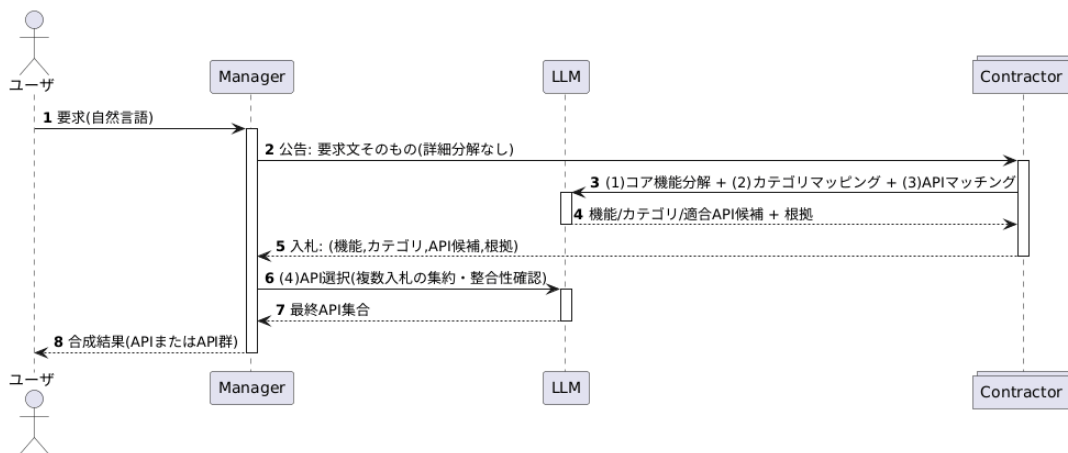 ユーザ
Manager
LLM
Contractor
1 要求(自然言語)
2 公告: 要求文そのもの(詳細分解なし)
3 (1)コア機能分解 + (2)カテゴリマッピング + (3)APIマッチング
4 機能/カテゴリ/適合API候補 + 根拠
5 入札: (機能,カテゴリ,API候補,根拠)
6 (4)API選択(複数入札の集約・整合性確認)
7 最終API集合
8 合成結果(APIまたはAPI群)
ユーザ
Manager
LLM
Contractor